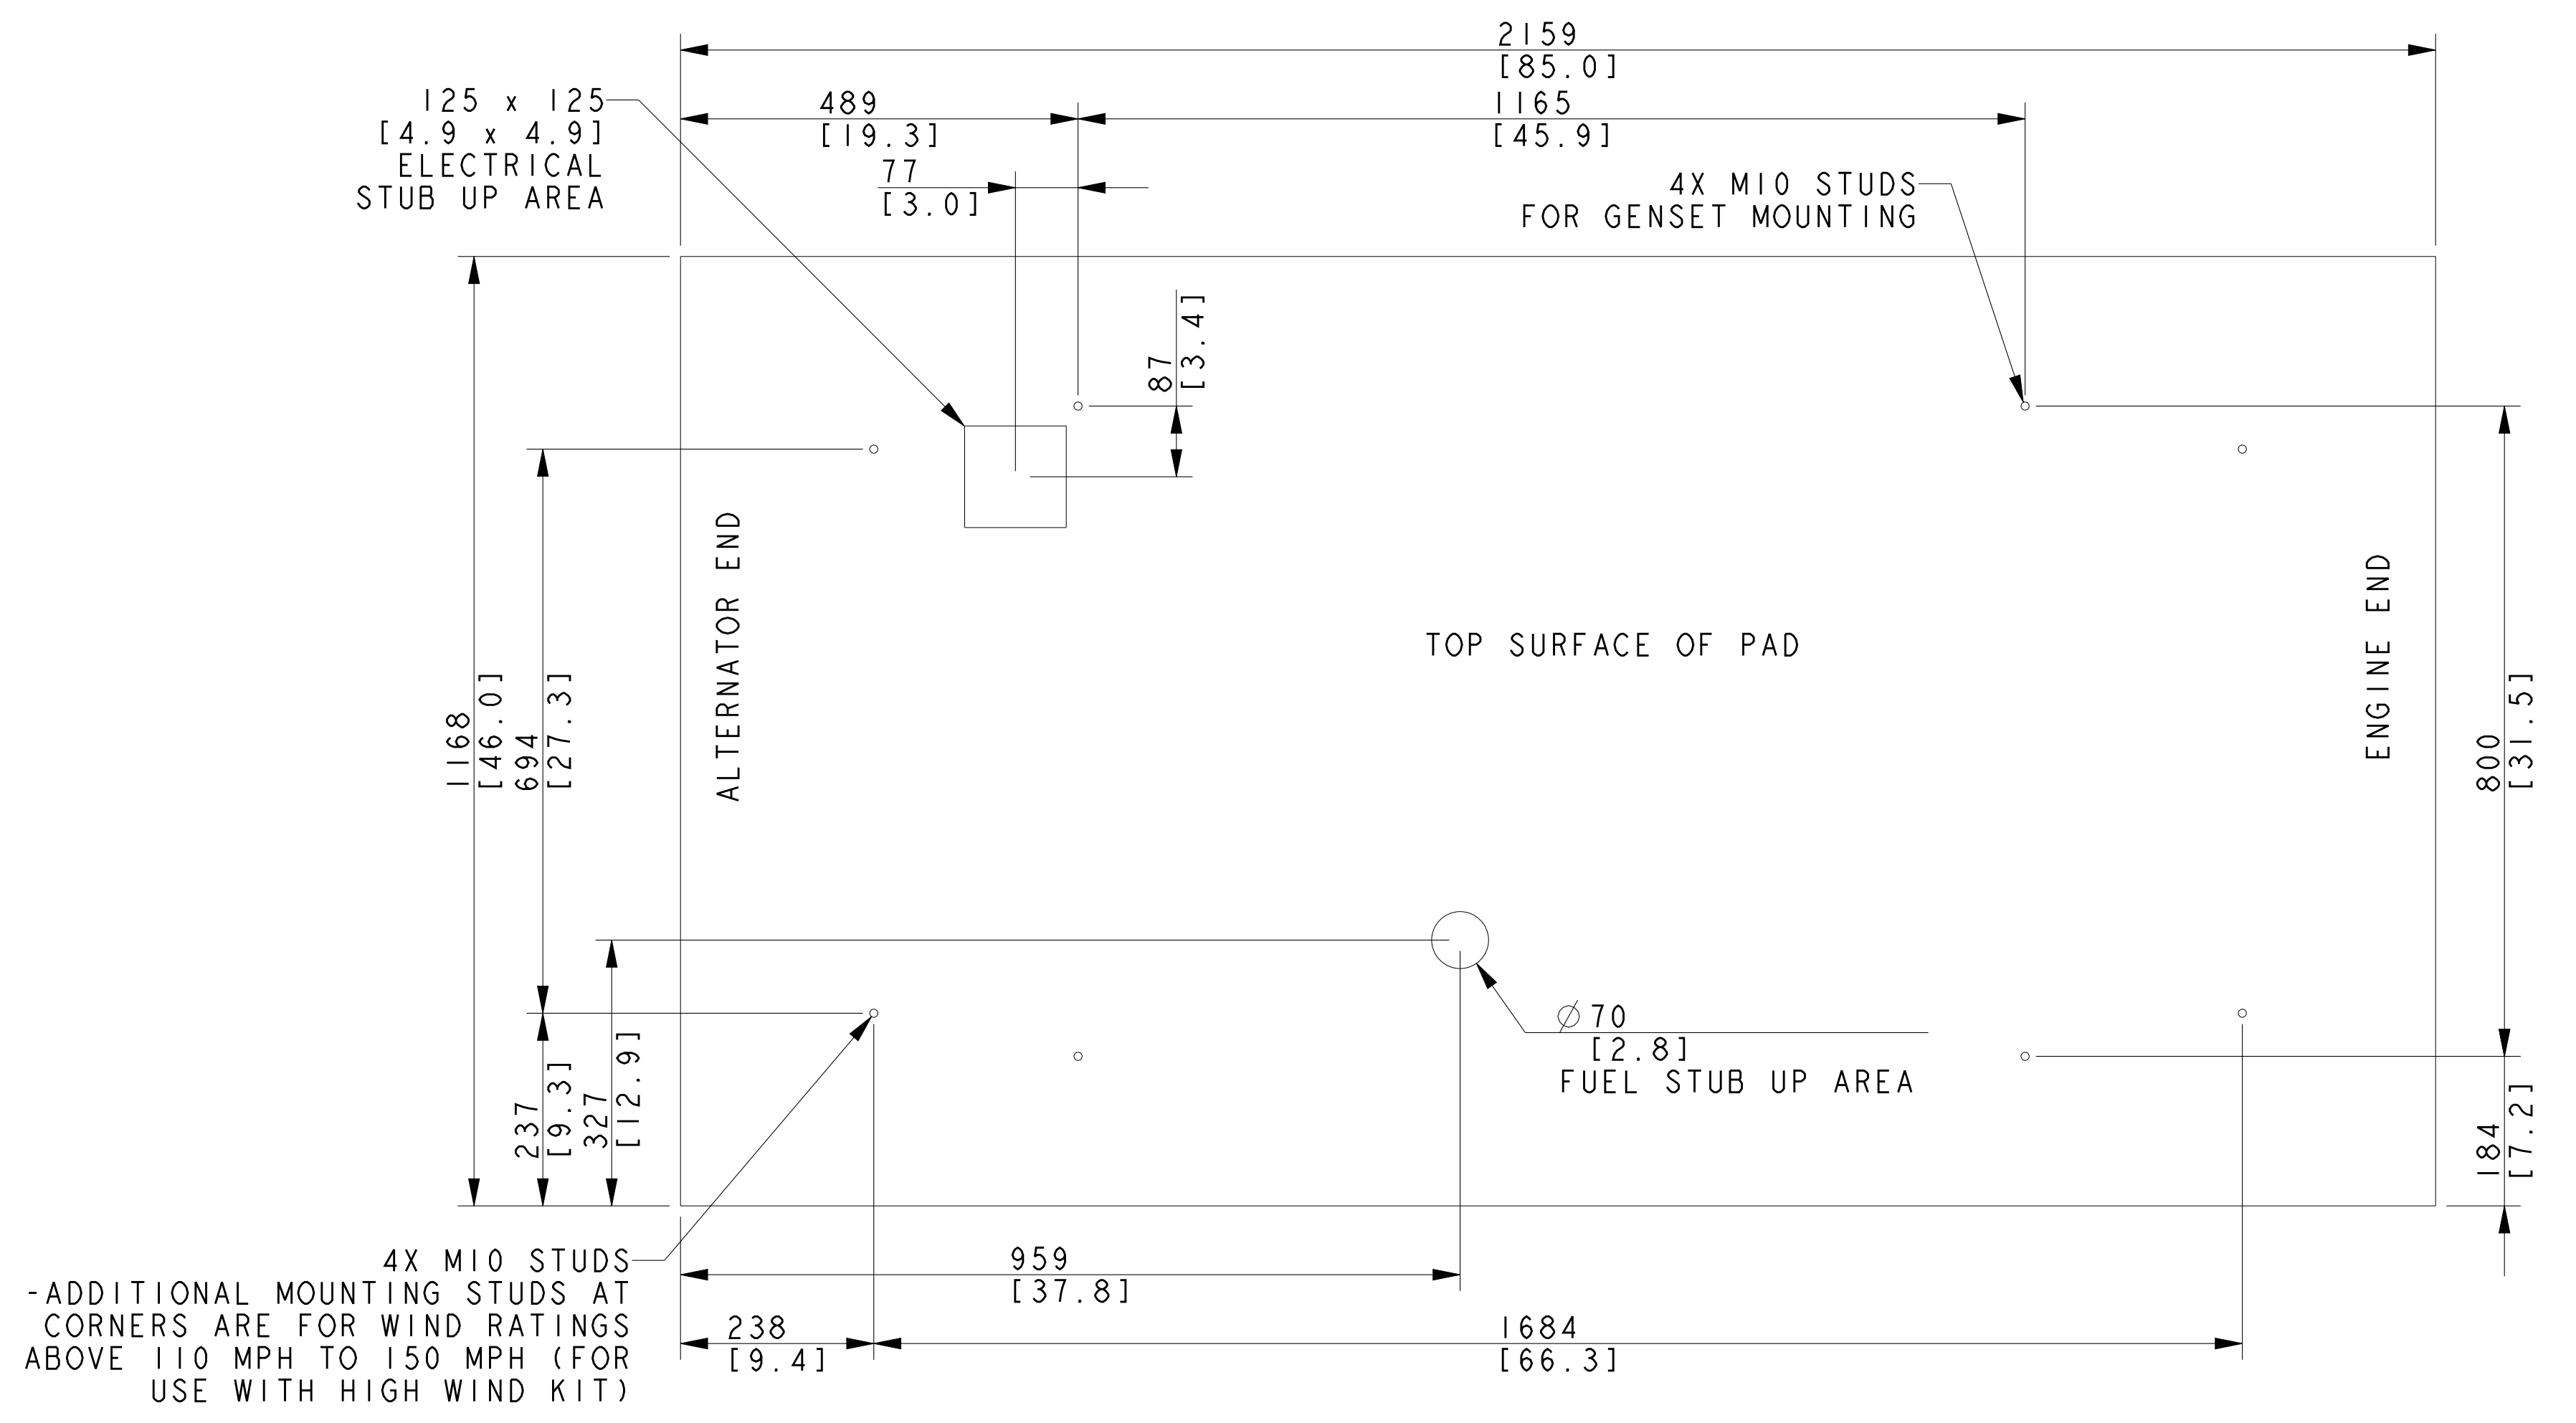 2159
[85.0]
489
[19.3]
1165
[45.9]
77
[3.0]
125 x 125
[4.9 x 4.9]
ELECTRICAL
STUB UP AREA
4X M10 STUDS
FOR GENSET MOUNTING
87
[3.4]
ALTERNATOR END
TOP SURFACE OF PAD
ENGINE END
1168
[46.0]
694
[27.3]
800
[31.5]
237
[9.3]
327
[12.9]
Ø 70
[2.8]
FUEL STUB UP AREA
184
[7.2]
4X M10 STUDS
-ADDITIONAL MOUNTING STUDS AT
CORNERS ARE FOR WIND RATINGS
ABOVE 110 MPH TO 150 MPH (FOR
USE WITH HIGH WIND KIT)
959
[37.8]
238
[9.4]
1684
[66.3]